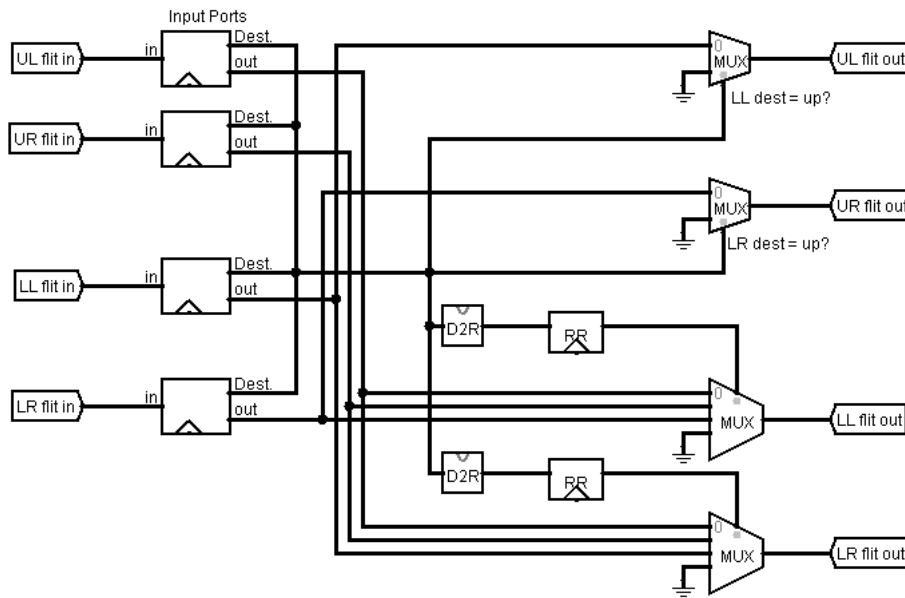 Input Ports
UL flit in
in
Dest.
out
0
MUX
UL flit out
LL dest = up?
UR flit in
in
Dest.
out
0
MUX
UR flit out
LR dest = up?
LL flit in
in
Dest.
out
D2R
RR
LR flit in
in
Dest.
out
0
MUX
LL flit out
D2R
RR
0
MUX
LR flit out